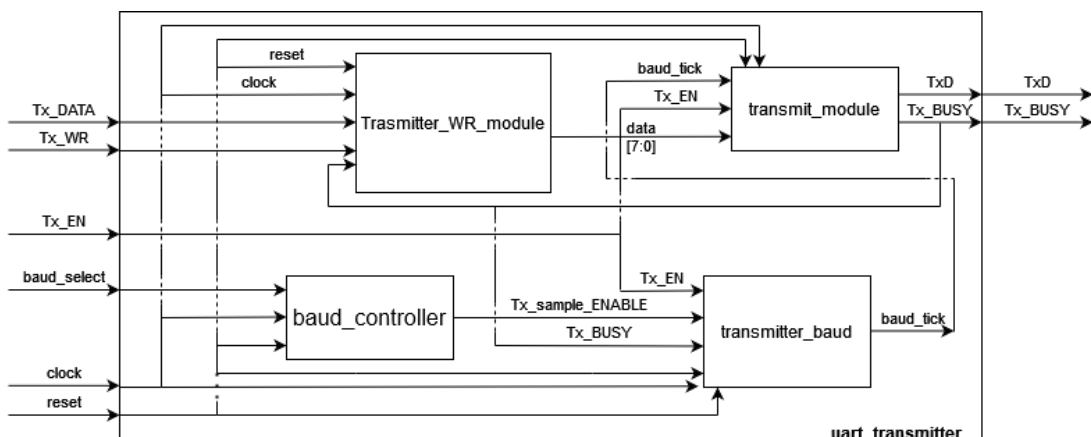 reset
clock
Tx_DATA
Tx_WR
Trasmitter_WR_module
data
[7:0]
baud_tick
Tx_EN
transmit_module
TxD
Tx_BUSY
TxD
Tx_BUSY
Tx_EN
baud_select
baud_controller
Tx_EN
Tx_sample_ENABLE
Tx_BUSY
transmitter_baud
baud_tick
clock
reset
uart_transmitter